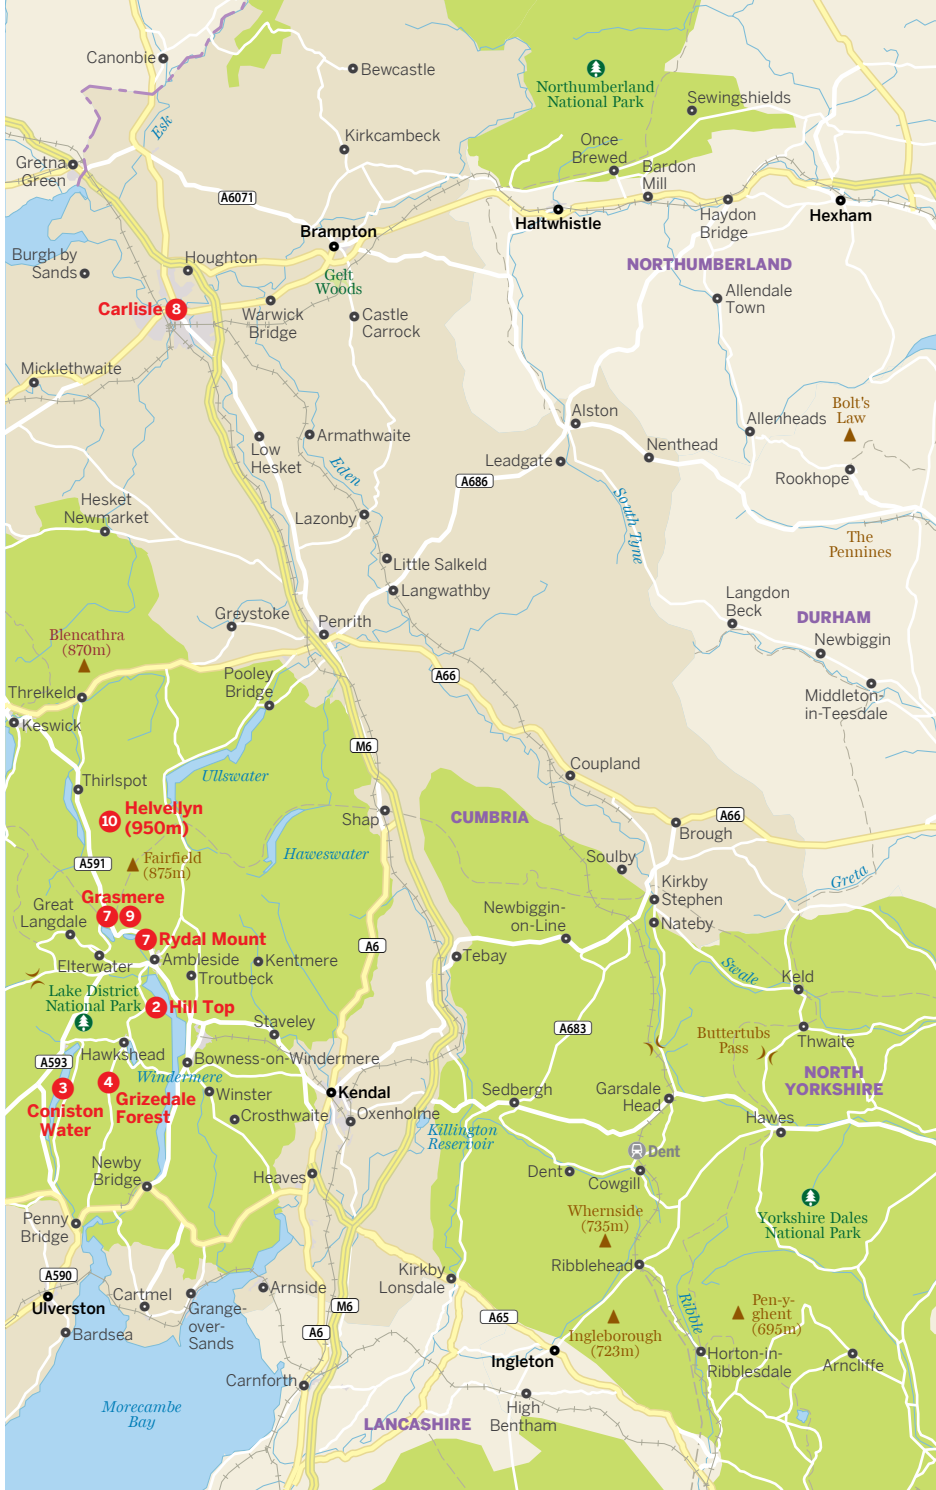 Canonbie
Bewcastle
Northumberland
National Park
Sewingshields
Esk
Kirkcambeck
Once
Brewed
Gretna
Green
Bardon
Mill
A6071
Haltwhistle
Haydon
Bridge
Hexham
Brampton
Burgh by
Sands
Houghton
NORTHUMBERLAND
Gelt
Woods
Allendale
Town
Carlisle 8
Warwick
Bridge
Castle
Carrock
Micklethwaite
Bolt's
Law
Alston
Allenheads
Armathwaite
Low
Hesket
Nenthead
Leadgate
Eden
A686
Rookhope
South Tyne
Hesket
Newmarket
Lazonby
The
Pennines
Little Salkeld
Langwathby
Langdon
Beck
Greystoke
Penrith
DURHAM
Blencathra
(870m)
Newbiggin
Pooley
Bridge
A66
Threlkeld
Middleton-
in-Teesdale
Keswick
M6
Coupland
Ullswater
Thirlspot
10 Helvellyn
(950m)
Shap
CUMBRIA
A66
Brough
A591
Fairfield
(875m)
Haweswater
Soulby
Greta
Kirkby
Stephen
Grasmere
7 9
Great
Langdale
Newbiggin-
on-Line
Nateby
7 Rydal Mount
A6
Elterwater
Ambleside
Kentmere
Tebay
Troutbeck
Swale
Keld
Lake District
National Park
2 Hill Top
Staveley
A683
Buttertubs
Pass
Thwaite
Hawkshead
A593
Bowness-on-Windermere
NORTH
YORKSHIRE
Windermere
3
Coniston
Water
4
Grizedale
Forest
Winster
Kendal
Sedbergh
Garsdale
Head
Crosthwaite
Oxenholme
Hawes
Killington
Reservoir
Dent
Newby
Bridge
Heaves
Dent
Cowgill
Penny
Bridge
Whernside
(735m)
Yorkshire Dales
National Park
Ribblehead
A590
Kirkby
Lonsdale
Cartmel
Arnside
Ulverston
Grange-
over-
Sands
M6
A65
Ribble
Pen-y-
ghent
(695m)
Bardsea
A6
Ingleborough
(723m)
Ingleton
Horton-in-
Ribblesdale
Arncliffe
Carnforth
Morecambe
Bay
LANCASHIRE
High
Bentham